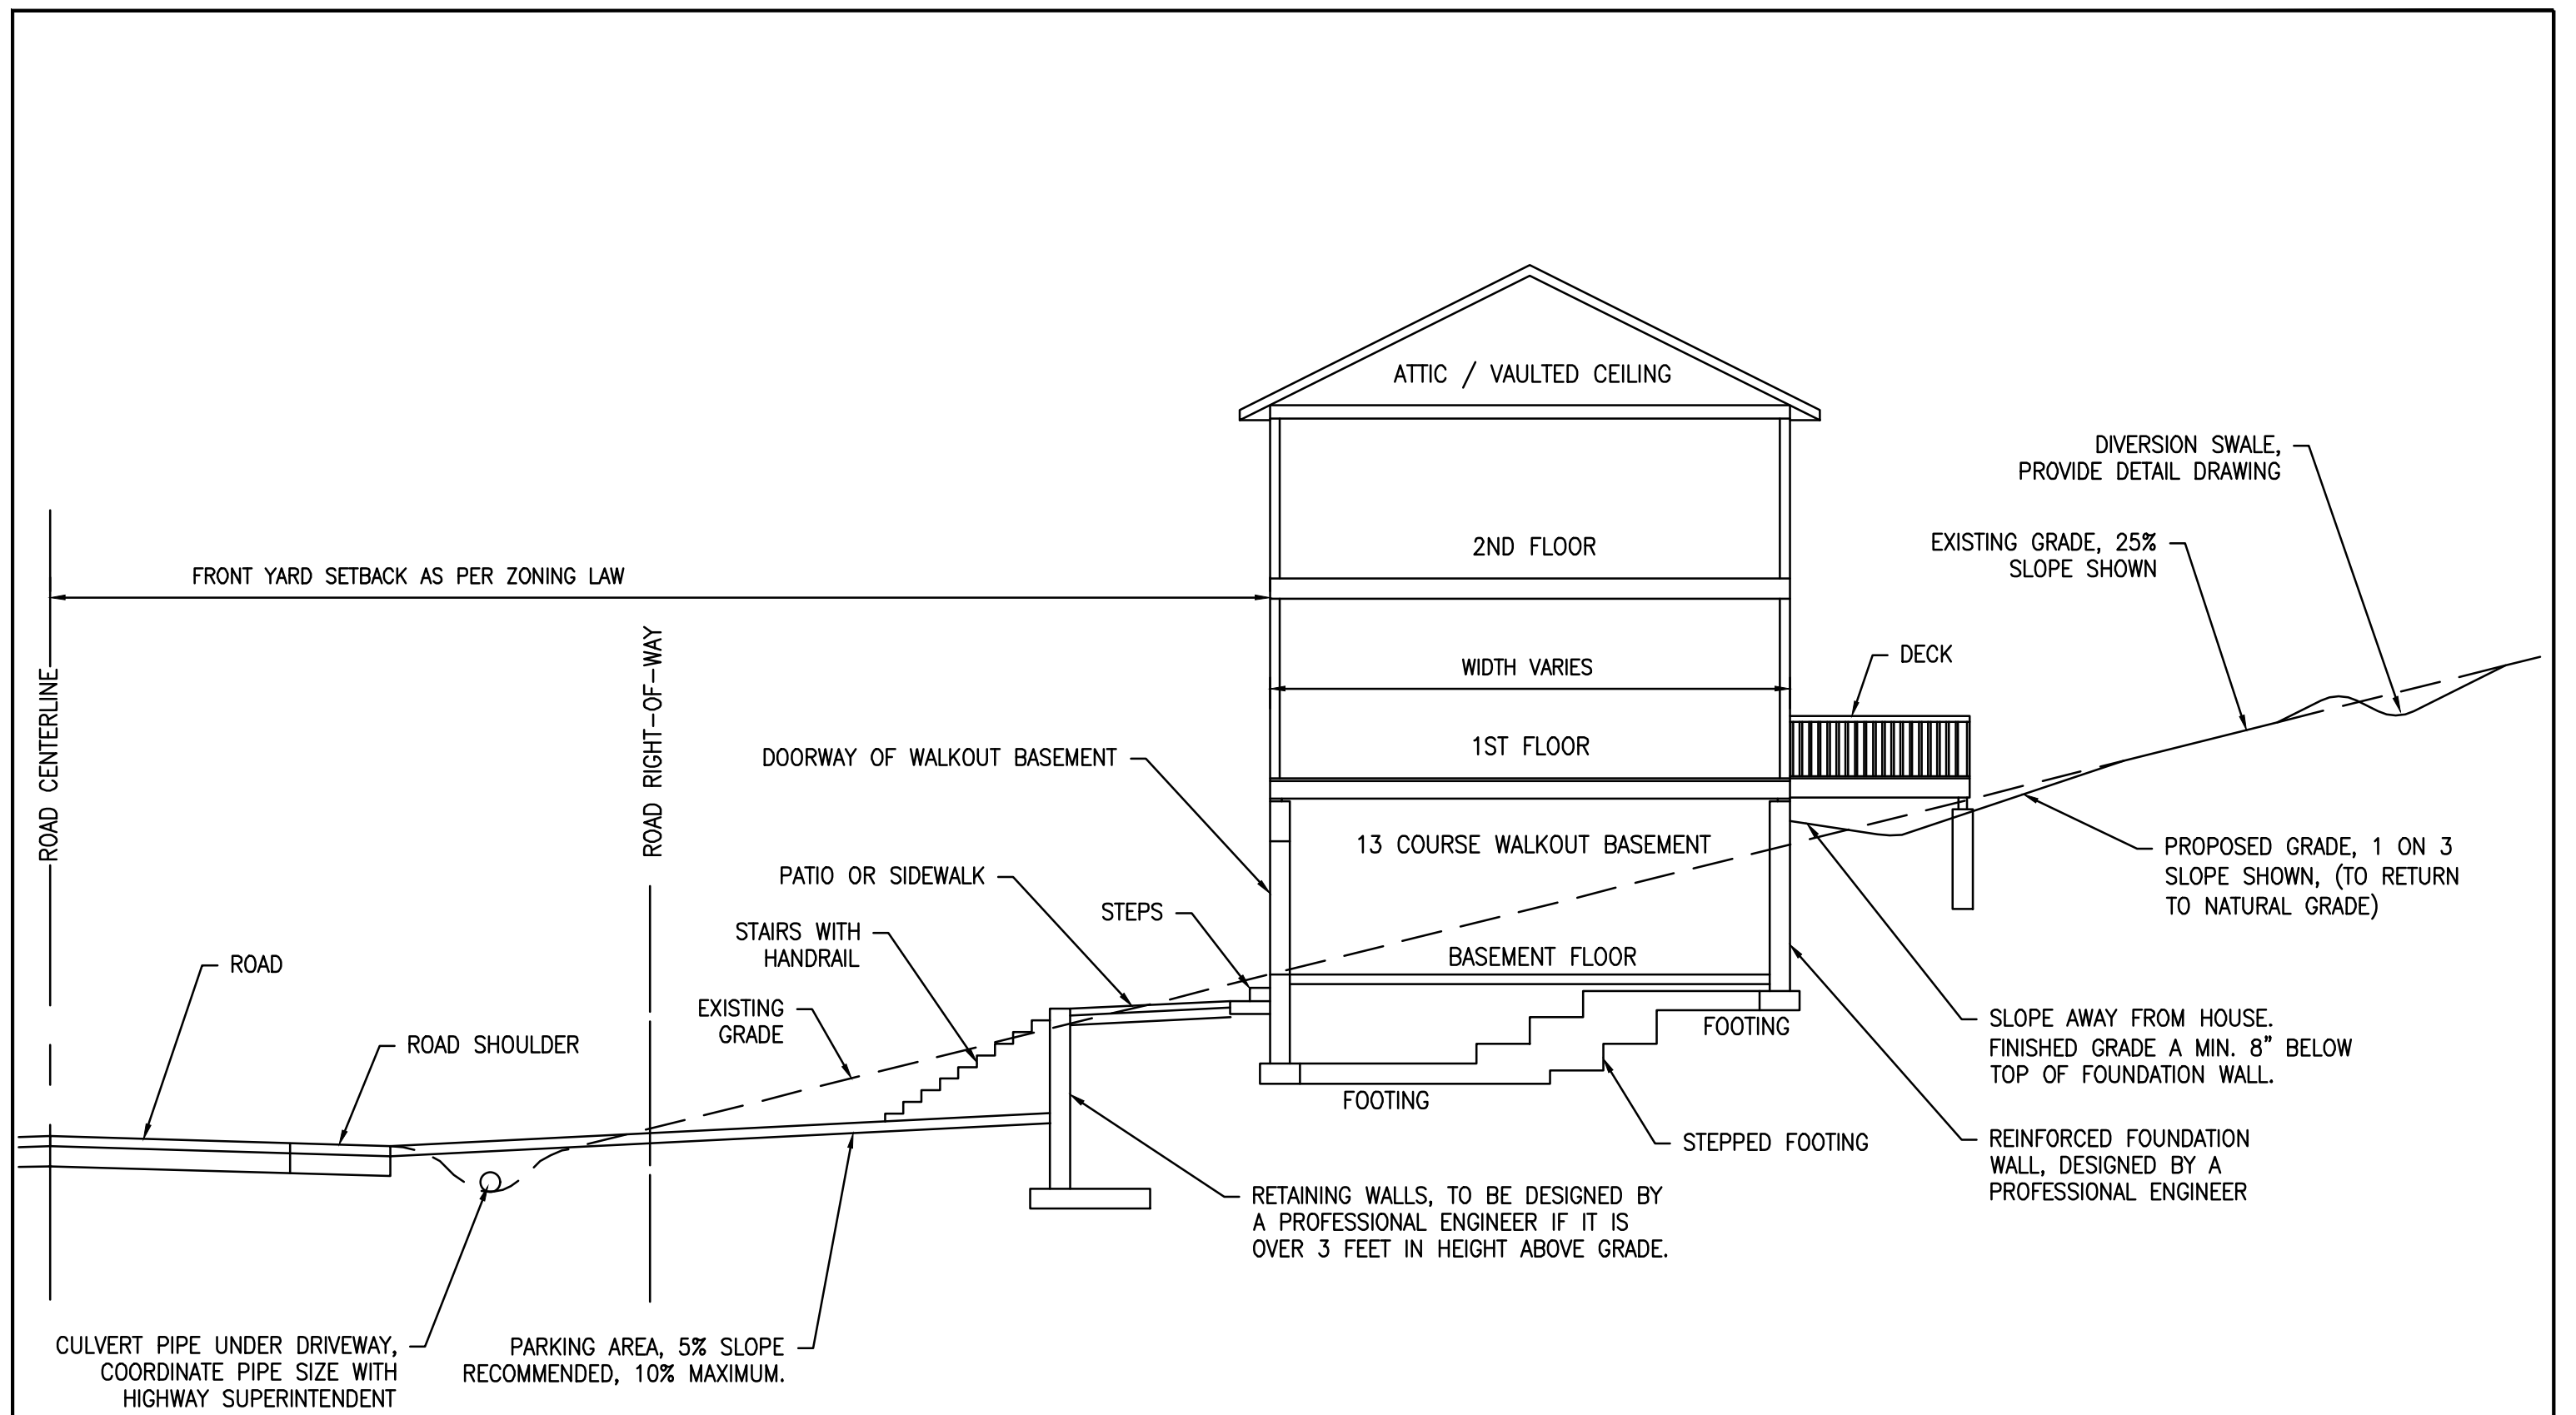 ATTIC / VAULTED CEILING
DIVERSION SWALE,
PROVIDE DETAIL DRAWING
2ND FLOOR
EXISTING GRADE, 25%
SLOPE SHOWN
FRONT YARD SETBACK AS PER ZONING LAW
ROAD CENTERLINE
ROAD RIGHT-OF-WAY
WIDTH VARIES
DECK
1ST FLOOR
DOORWAY OF WALKOUT BASEMENT
13 COURSE WALKOUT BASEMENT
PROPOSED GRADE, 1 ON 3
SLOPE SHOWN, (TO RETURN
TO NATURAL GRADE)
PATIO OR SIDEWALK
STEPS
STAIRS WITH
HANDRAIL
BASEMENT FLOOR
ROAD
EXISTING
GRADE
FOOTING
SLOPE AWAY FROM HOUSE.
FINISHED GRADE A MIN. 8" BELOW
TOP OF FOUNDATION WALL.
ROAD SHOULDER
FOOTING
STEPPED FOOTING
REINFORCED FOUNDATION
WALL, DESIGNED BY A
PROFESSIONAL ENGINEER
RETAINING WALLS, TO BE DESIGNED BY
A PROFESSIONAL ENGINEER IF IT IS
OVER 3 FEET IN HEIGHT ABOVE GRADE.
CULVERT PIPE UNDER DRIVEWAY,
COORDINATE PIPE SIZE WITH
HIGHWAY SUPERINTENDENT
PARKING AREA, 5% SLOPE
RECOMMENDED, 10% MAXIMUM.